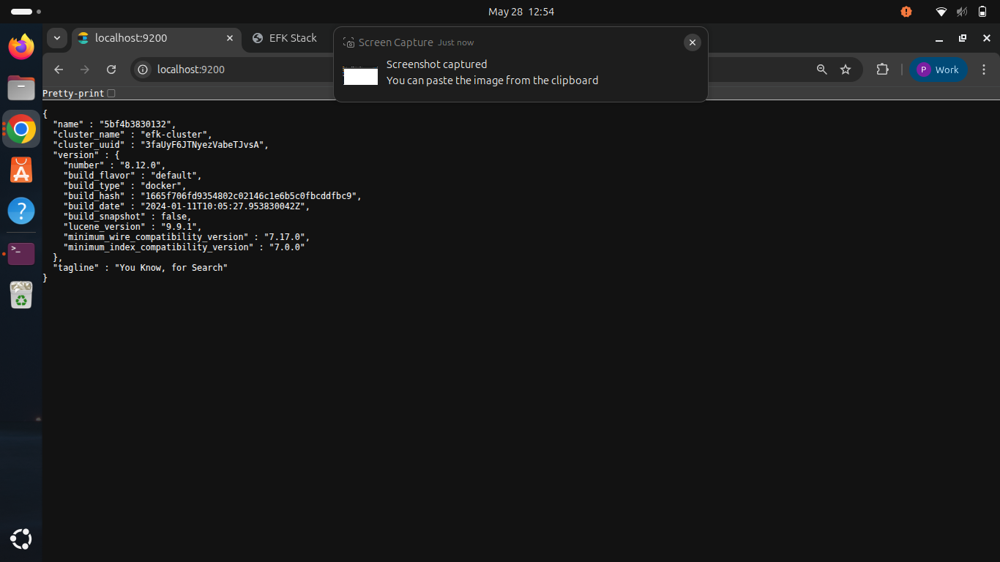 May 28 12:54
localhost:9200
EFK Stack
Screen Capture Just now
Screenshot captured
You can paste the image from the clipboard
localhost:9200
P Work
Pretty-print
{
  "name" : "5bf4b3830132",
  "cluster_name" : "efk-cluster",
  "cluster_uuid" : "3faUyF6JTNyezVabeTJvsA",
  "version" : {
    "number" : "8.12.0",
    "build_flavor" : "default",
    "build_type" : "docker",
    "build_hash" : "1665f706fd9354802c02146c1e6b5c0fbcddfbc9",
    "build_date" : "2024-01-11T10:05:27.953830042Z",
    "build_snapshot" : false,
    "lucene_version" : "9.9.1",
    "minimum_wire_compatibility_version" : "7.17.0",
    "minimum_index_compatibility_version" : "7.0.0"
  },
  "tagline" : "You Know, for Search"
}